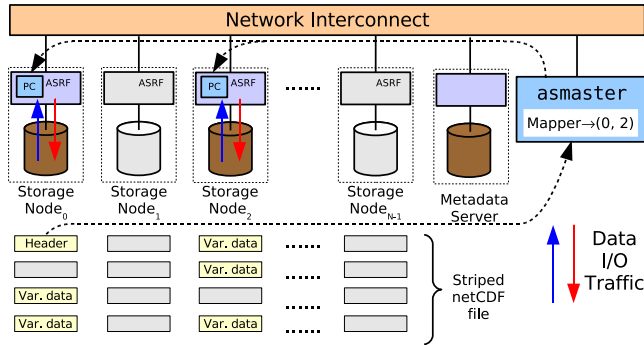 Network Interconnect
PC ASRF
ASRF
PC ASRF
......
ASRF
asmaster
Mapper→(0, 2)
Storage
Node0
Storage
Node1
Storage
Node2
Storage
NodeN-1
Metadata
Server
Header
Var. data
......
Var. data
......
Var. data
......
Var. data
Var. data
......
Striped
netCDF
file
Data
I/O
Traffic